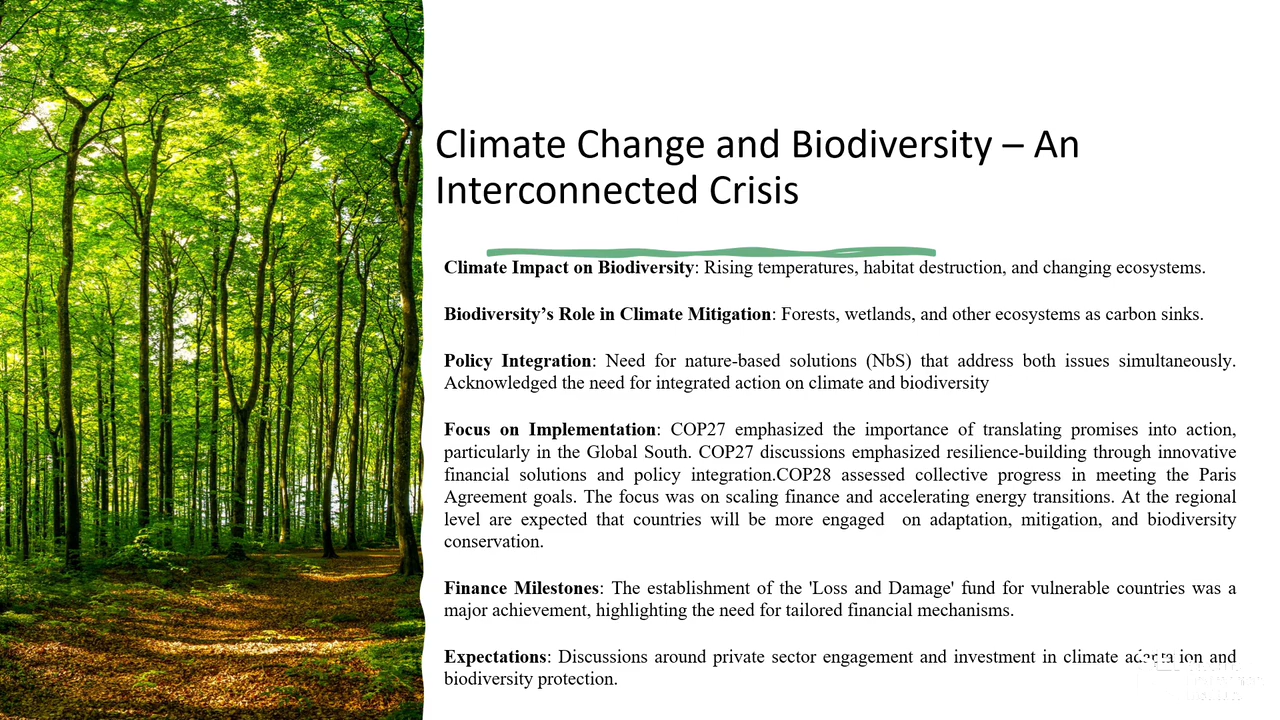 Climate Change and Biodiversity – An
Interconnected Crisis
Climate Impact on Biodiversity: Rising temperatures, habitat destruction, and changing ecosystems.
Biodiversity’s Role in Climate Mitigation: Forests, wetlands, and other ecosystems as carbon sinks.
Policy Integration: Need for nature-based solutions (NbS) that address both issues simultaneously.
Acknowledged the need for integrated action on climate and biodiversity
Focus on Implementation: COP27 emphasized the importance of translating promises into action,
particularly in the Global South. COP27 discussions emphasized resilience-building through innovative
financial solutions and policy integration.COP28 assessed collective progress in meeting the Paris
Agreement goals. The focus was on scaling finance and accelerating energy transitions. At the regional
level are expected that countries will be more engaged on adaptation, mitigation, and biodiversity
conservation.
Finance Milestones: The establishment of the 'Loss and Damage' fund for vulnerable countries was a
major achievement, highlighting the need for tailored financial mechanisms.
Expectations: Discussions around private sector engagement and investment in climate adaptation and
biodiversity protection.